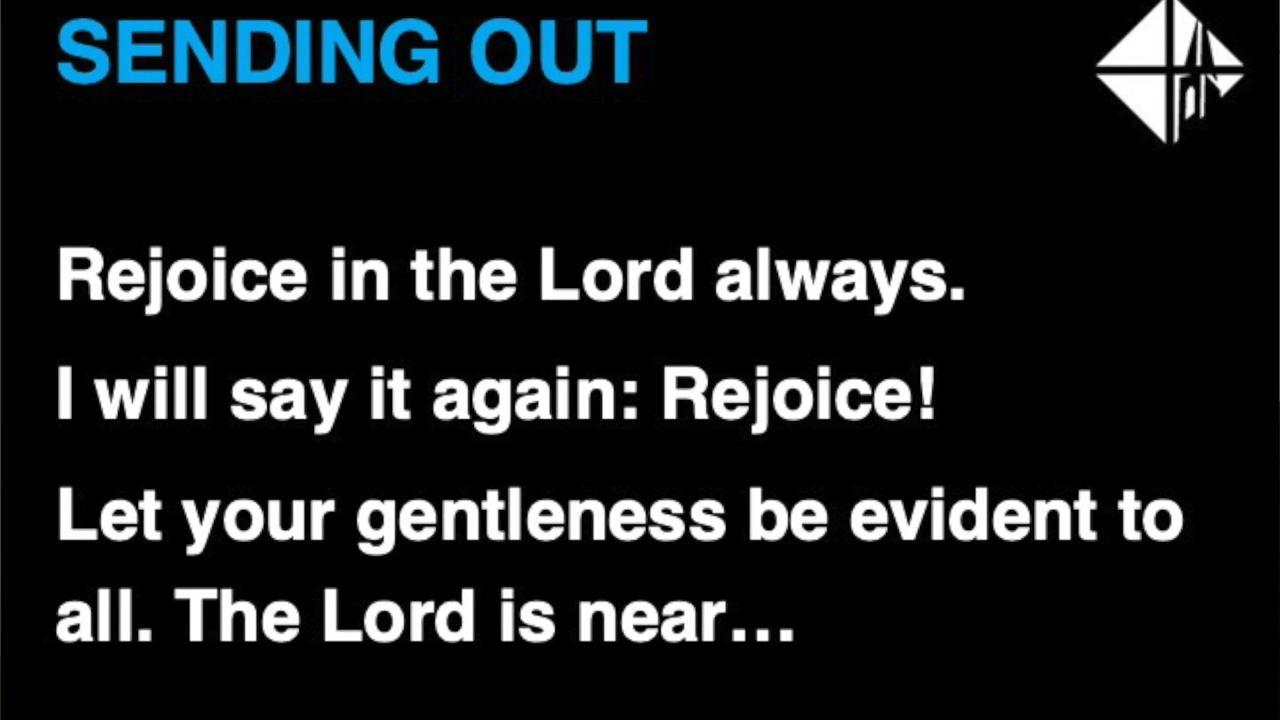 SENDING OUT
Rejoice in the Lord always.
I will say it again: Rejoice!
Let your gentleness be evident to
all. The Lord is near…